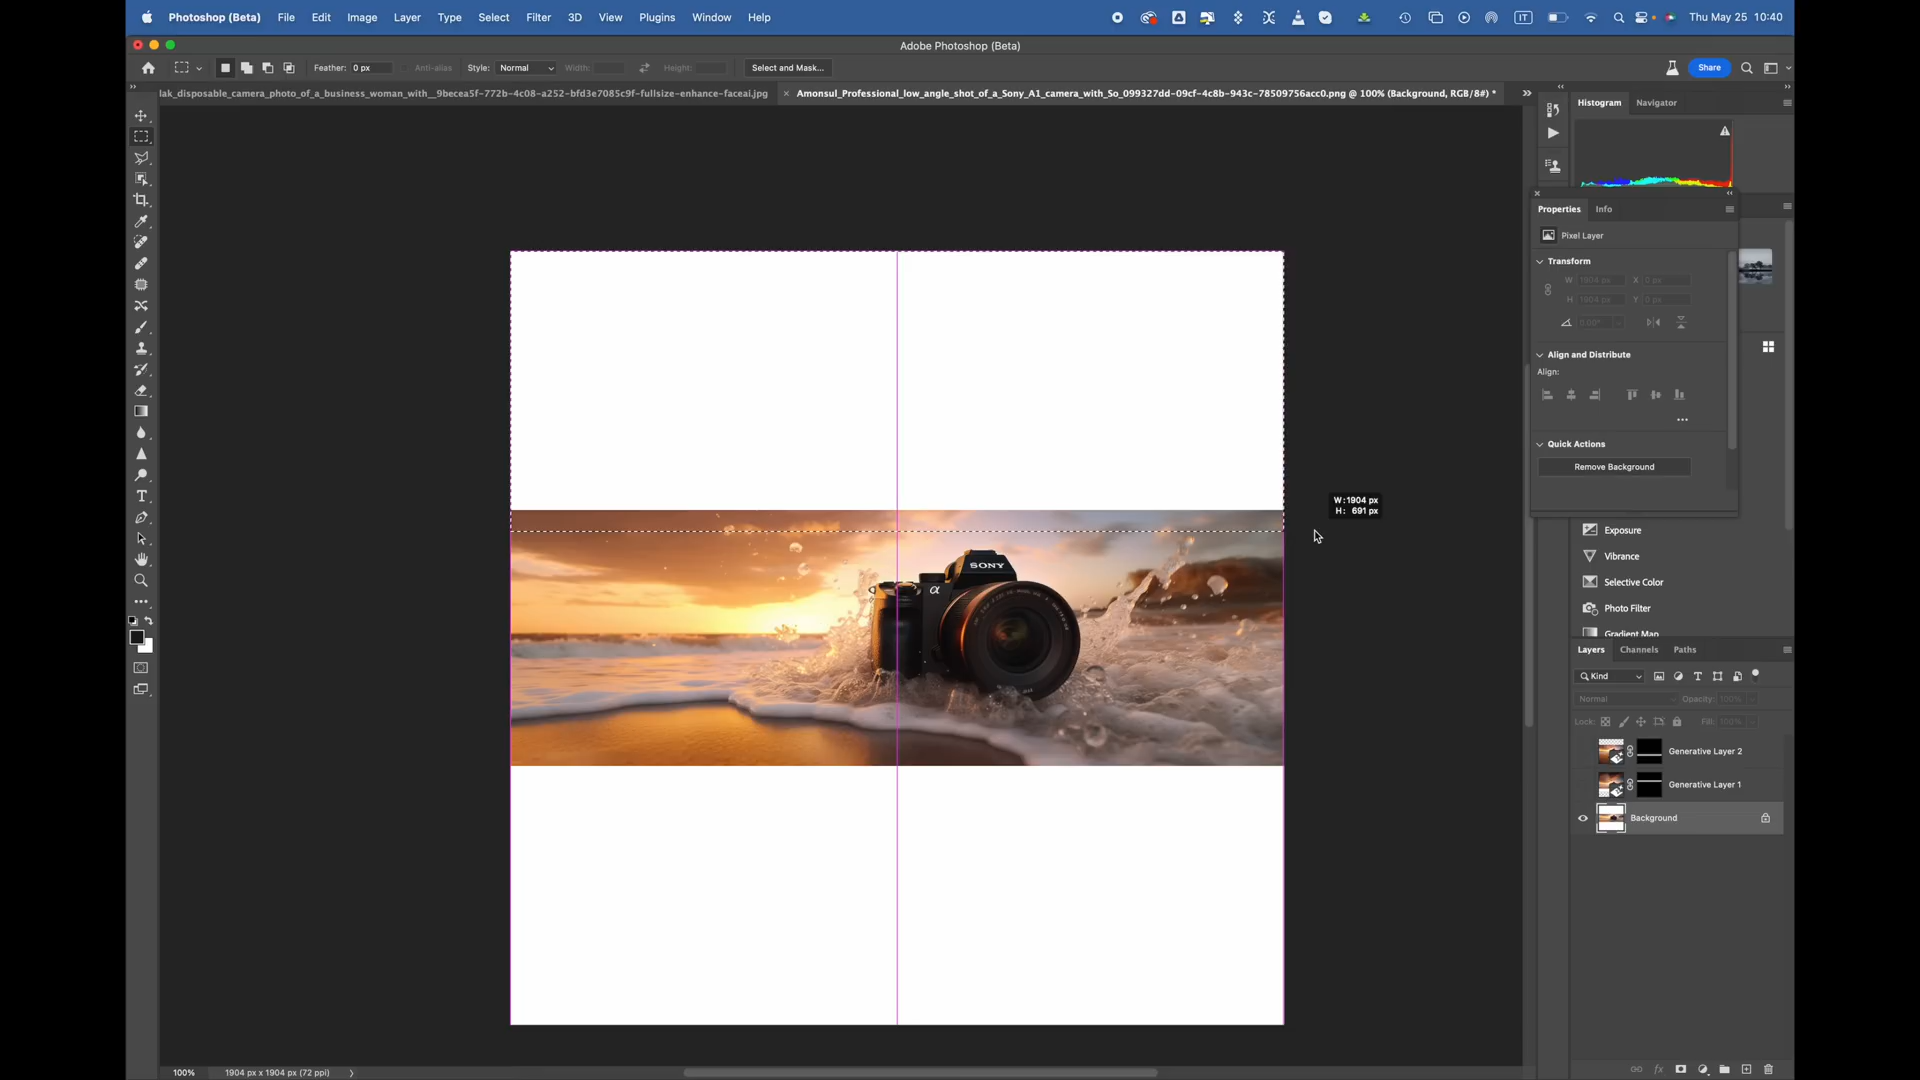 Photoshop (Beta) File Edit Image Layer Type Select Filter 3D View Plugins Window Help
IT Thu May 25 10:40
Adobe Photoshop (Beta)
Feather: 0 px Anti-alias Style: Normal Width: Height: Select and Mask... Share
lak_disposable_camera_photo_of_a_business_woman_with__9becea5f-772b-4c08-a252-bfd3e7085c9f-fullsize-enhance-faceai.jpg
× Amonsul_Professional_low_angle_shot_of_a_Sony_A1_camera_with_So_099327dd-09cf-4c8b-943c-78509756acc0.png @ 100% (Background, RGB/8#) *
Histogram Navigator
Properties Info
Pixel Layer
Transform
W 1904 px X 0 px
H 1904 px Y 0 px
0.00°
Align and Distribute
Align:
Quick Actions
Remove Background
W: 1904 px
H: 691 px
SONY
α
Exposure
Vibrance
Selective Color
Photo Filter
Gradient Map
Layers Channels Paths
Kind
Normal Opacity: 100%
Lock: Fill: 100%
Generative Layer 2
Generative Layer 1
Background
fx
100% 1904 px x 1904 px (72 ppi)